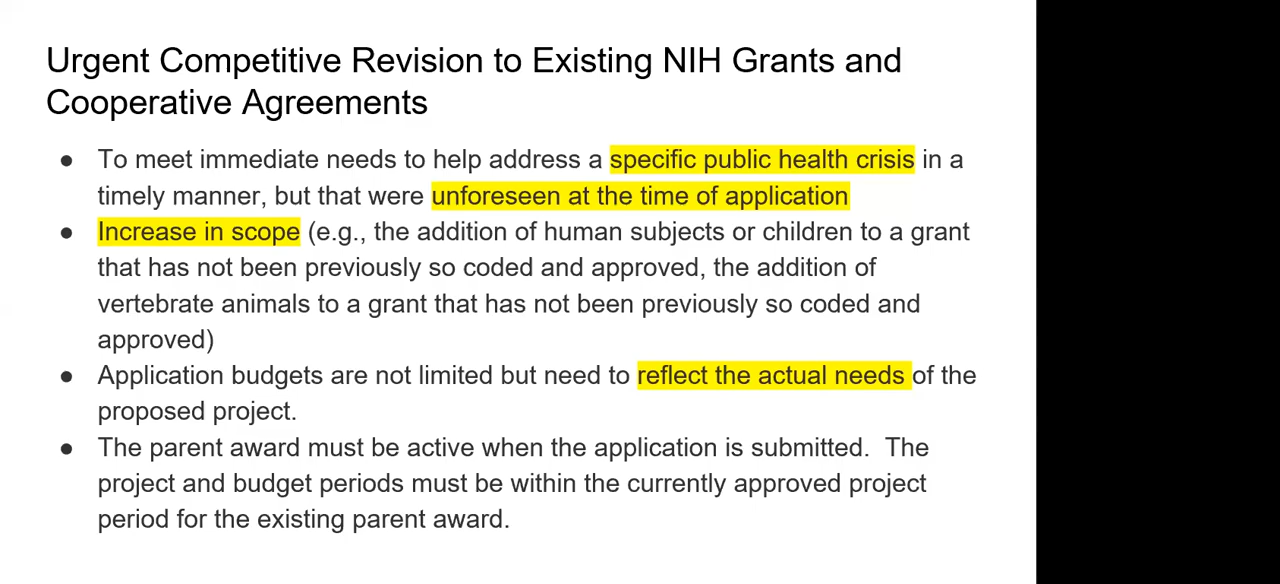 Urgent Competitive Revision to Existing NIH Grants and
Cooperative Agreements
● To meet immediate needs to help address a specific public health crisis in a
timely manner, but that were unforeseen at the time of application
● Increase in scope (e.g., the addition of human subjects or children to a grant
that has not been previously so coded and approved, the addition of
vertebrate animals to a grant that has not been previously so coded and
approved)
● Application budgets are not limited but need to reflect the actual needs of the
proposed project.
● The parent award must be active when the application is submitted.  The
project and budget periods must be within the currently approved project
period for the existing parent award.